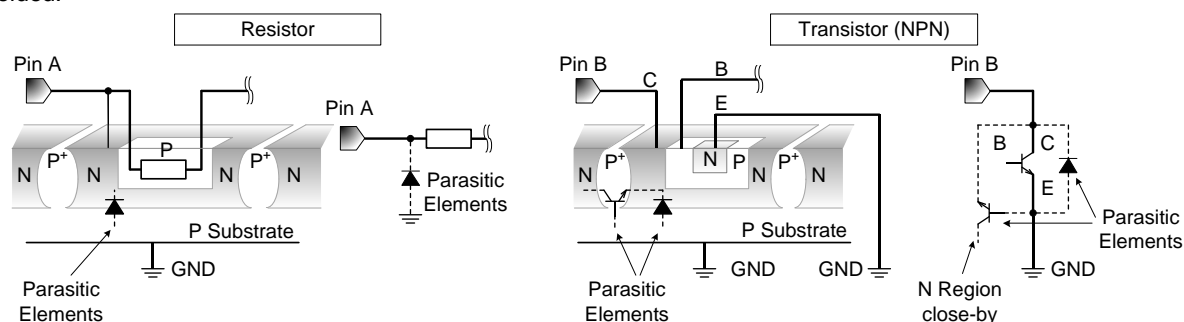 Resistor
Transistor (NPN)
Pin A
Pin A
P
N
P+
N
N
P+
N
Parasitic
Elements
P Substrate
GND
Parasitic
Elements
Pin B
C
B
E
N
P+
N
N
P
N
P+
N
P Substrate
GND
GND
Parasitic
Elements
Pin B
B
C
E
Parasitic
Elements
GND
N Region
close-by